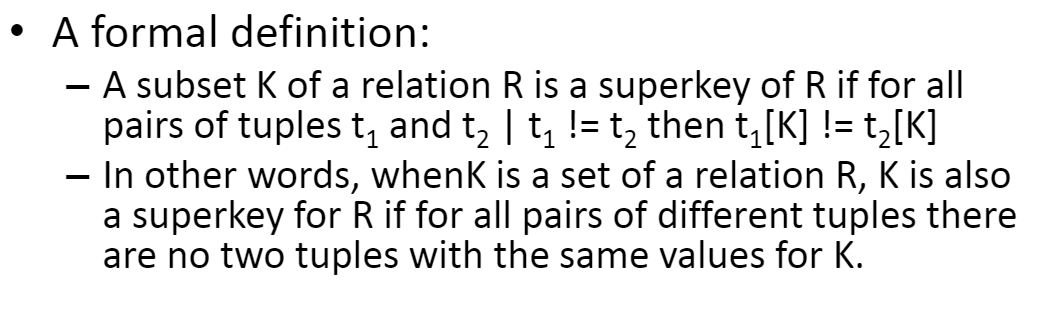 • A formal definition:
– A subset K of a relation R is a superkey of R if for all
pairs of tuples t₁ and t₂ | t₁ != t₂ then t₁[K] != t₂[K]
– In other words, whenK is a set of a relation R, K is also
a superkey for R if for all pairs of different tuples there
are no two tuples with the same values for K.